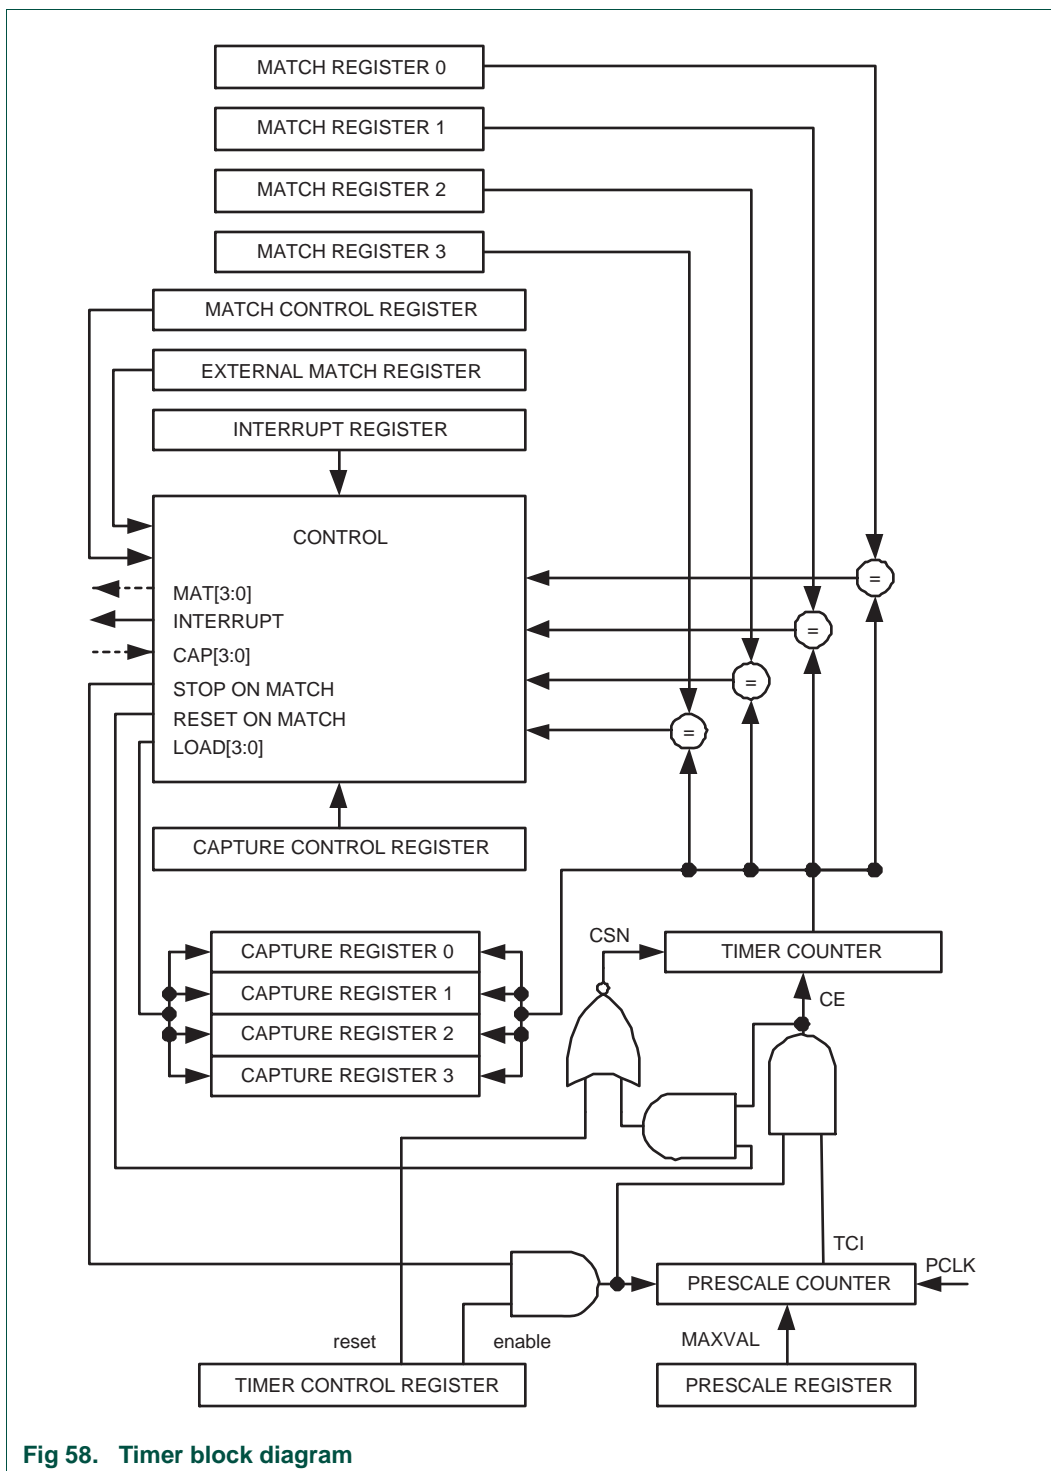 MATCH REGISTER 0
MATCH REGISTER 1
MATCH REGISTER 2
MATCH REGISTER 3
MATCH CONTROL REGISTER
EXTERNAL MATCH REGISTER
INTERRUPT REGISTER
CONTROL
MAT[3:0]
INTERRUPT
CAP[3:0]
STOP ON MATCH
RESET ON MATCH
LOAD[3:0]
=
=
=
=
CAPTURE CONTROL REGISTER
CSN
TIMER COUNTER
CAPTURE REGISTER 0
CAPTURE REGISTER 1
CAPTURE REGISTER 2
CAPTURE REGISTER 3
CE
TCI
PCLK
PRESCALE COUNTER
reset
enable
MAXVAL
TIMER CONTROL REGISTER
PRESCALE REGISTER
Fig 58. Timer block diagram